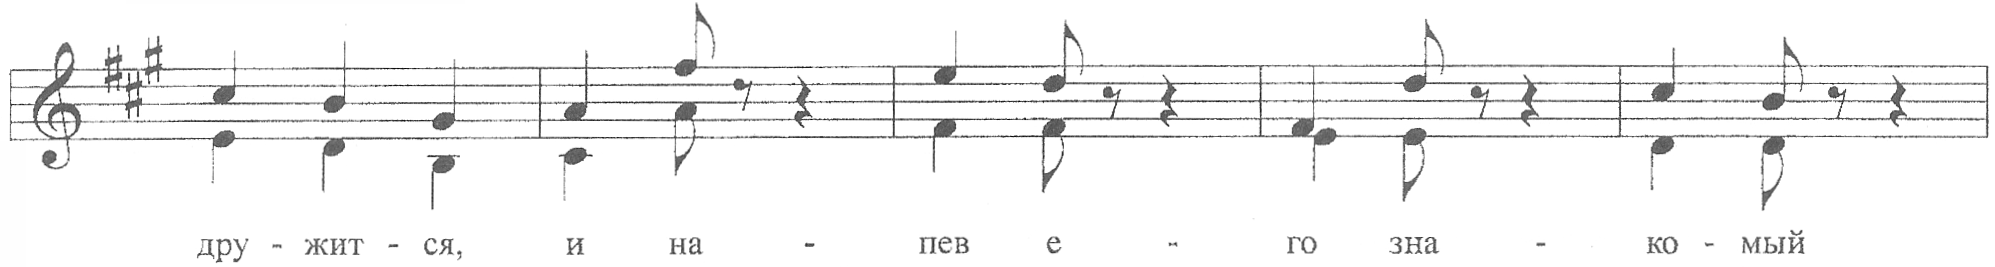 дру - жит - ся, и на - пев е - го зна - ко - мый